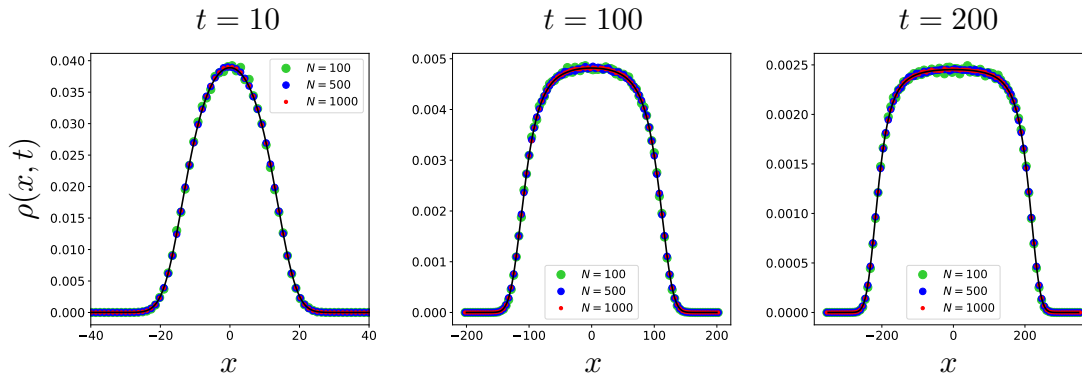 t = 10
t = 100
t = 200
ρ(x, t)
0.040
0.035
0.030
0.025
0.020
0.015
0.010
0.005
0.000
N = 100
N = 500
N = 1000
−40 −20 0 20 40
x
0.005
0.004
0.003
0.002
0.001
0.000
N = 100
N = 500
N = 1000
−200 −100 0 100 200
x
0.0025
0.0020
0.0015
0.0010
0.0005
0.0000
N = 100
N = 500
N = 1000
−200 0 200
x